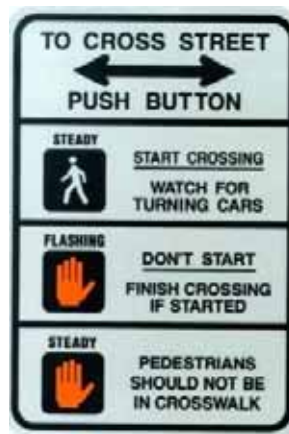 TO CROSS STREET
PUSH BUTTON
STEADY
START CROSSING
WATCH FOR
TURNING CARS
FLASHING
DON'T START
FINISH CROSSING
IF STARTED
STEADY
PEDESTRIANS
SHOULD NOT BE
IN CROSSWALK